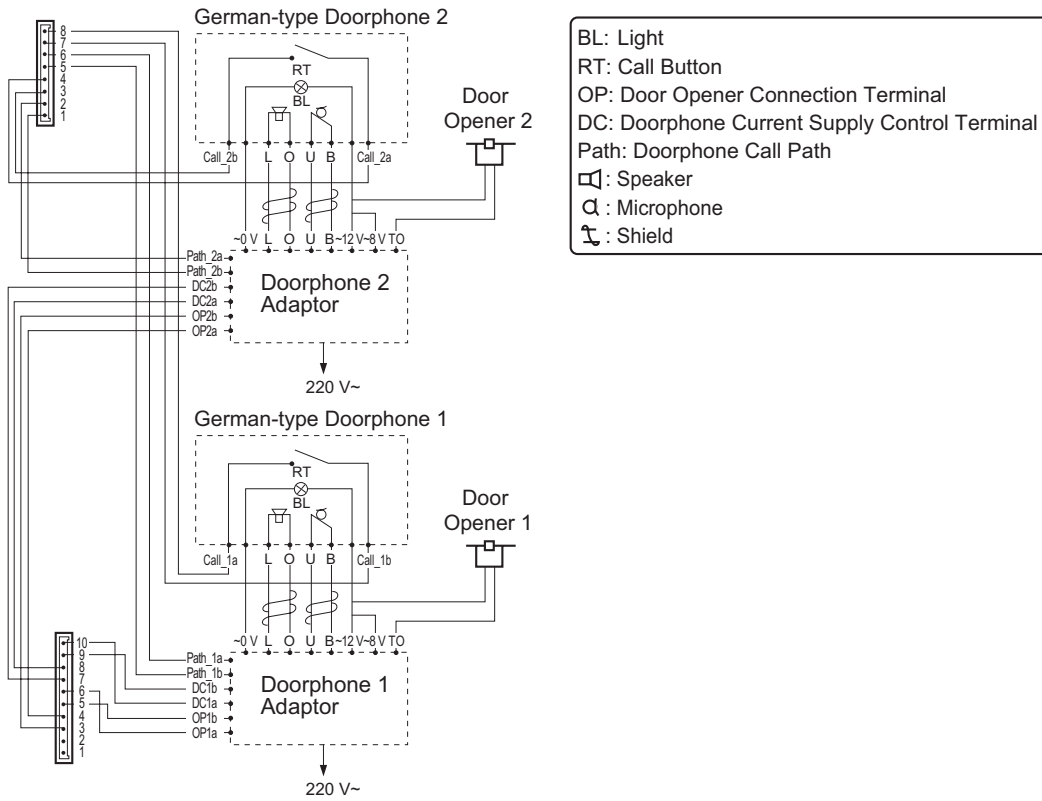 German-type Doorphone 2
8
7
6
5
4
3
2
1
RT
BL
Door
Opener 2
Call_2b L O U B Call_2a
~0 V L O U B ~12 V ~8 V TO
Path_2a
Path_2b
DC2b
DC2a
OP2b
OP2a
Doorphone 2
Adaptor
220 V~
German-type Doorphone 1
RT
BL
Door
Opener 1
Call_1a L O U B Call_1b
~0 V L O U B ~12 V ~8 V TO
10
9
8
7
6
5
4
3
2
1
Path_1a
Path_1b
DC1b
DC1a
OP1b
OP1a
Doorphone 1
Adaptor
220 V~
BL: Light
RT: Call Button
OP: Door Opener Connection Terminal
DC: Doorphone Current Supply Control Terminal
Path: Doorphone Call Path
: Speaker
: Microphone
: Shield